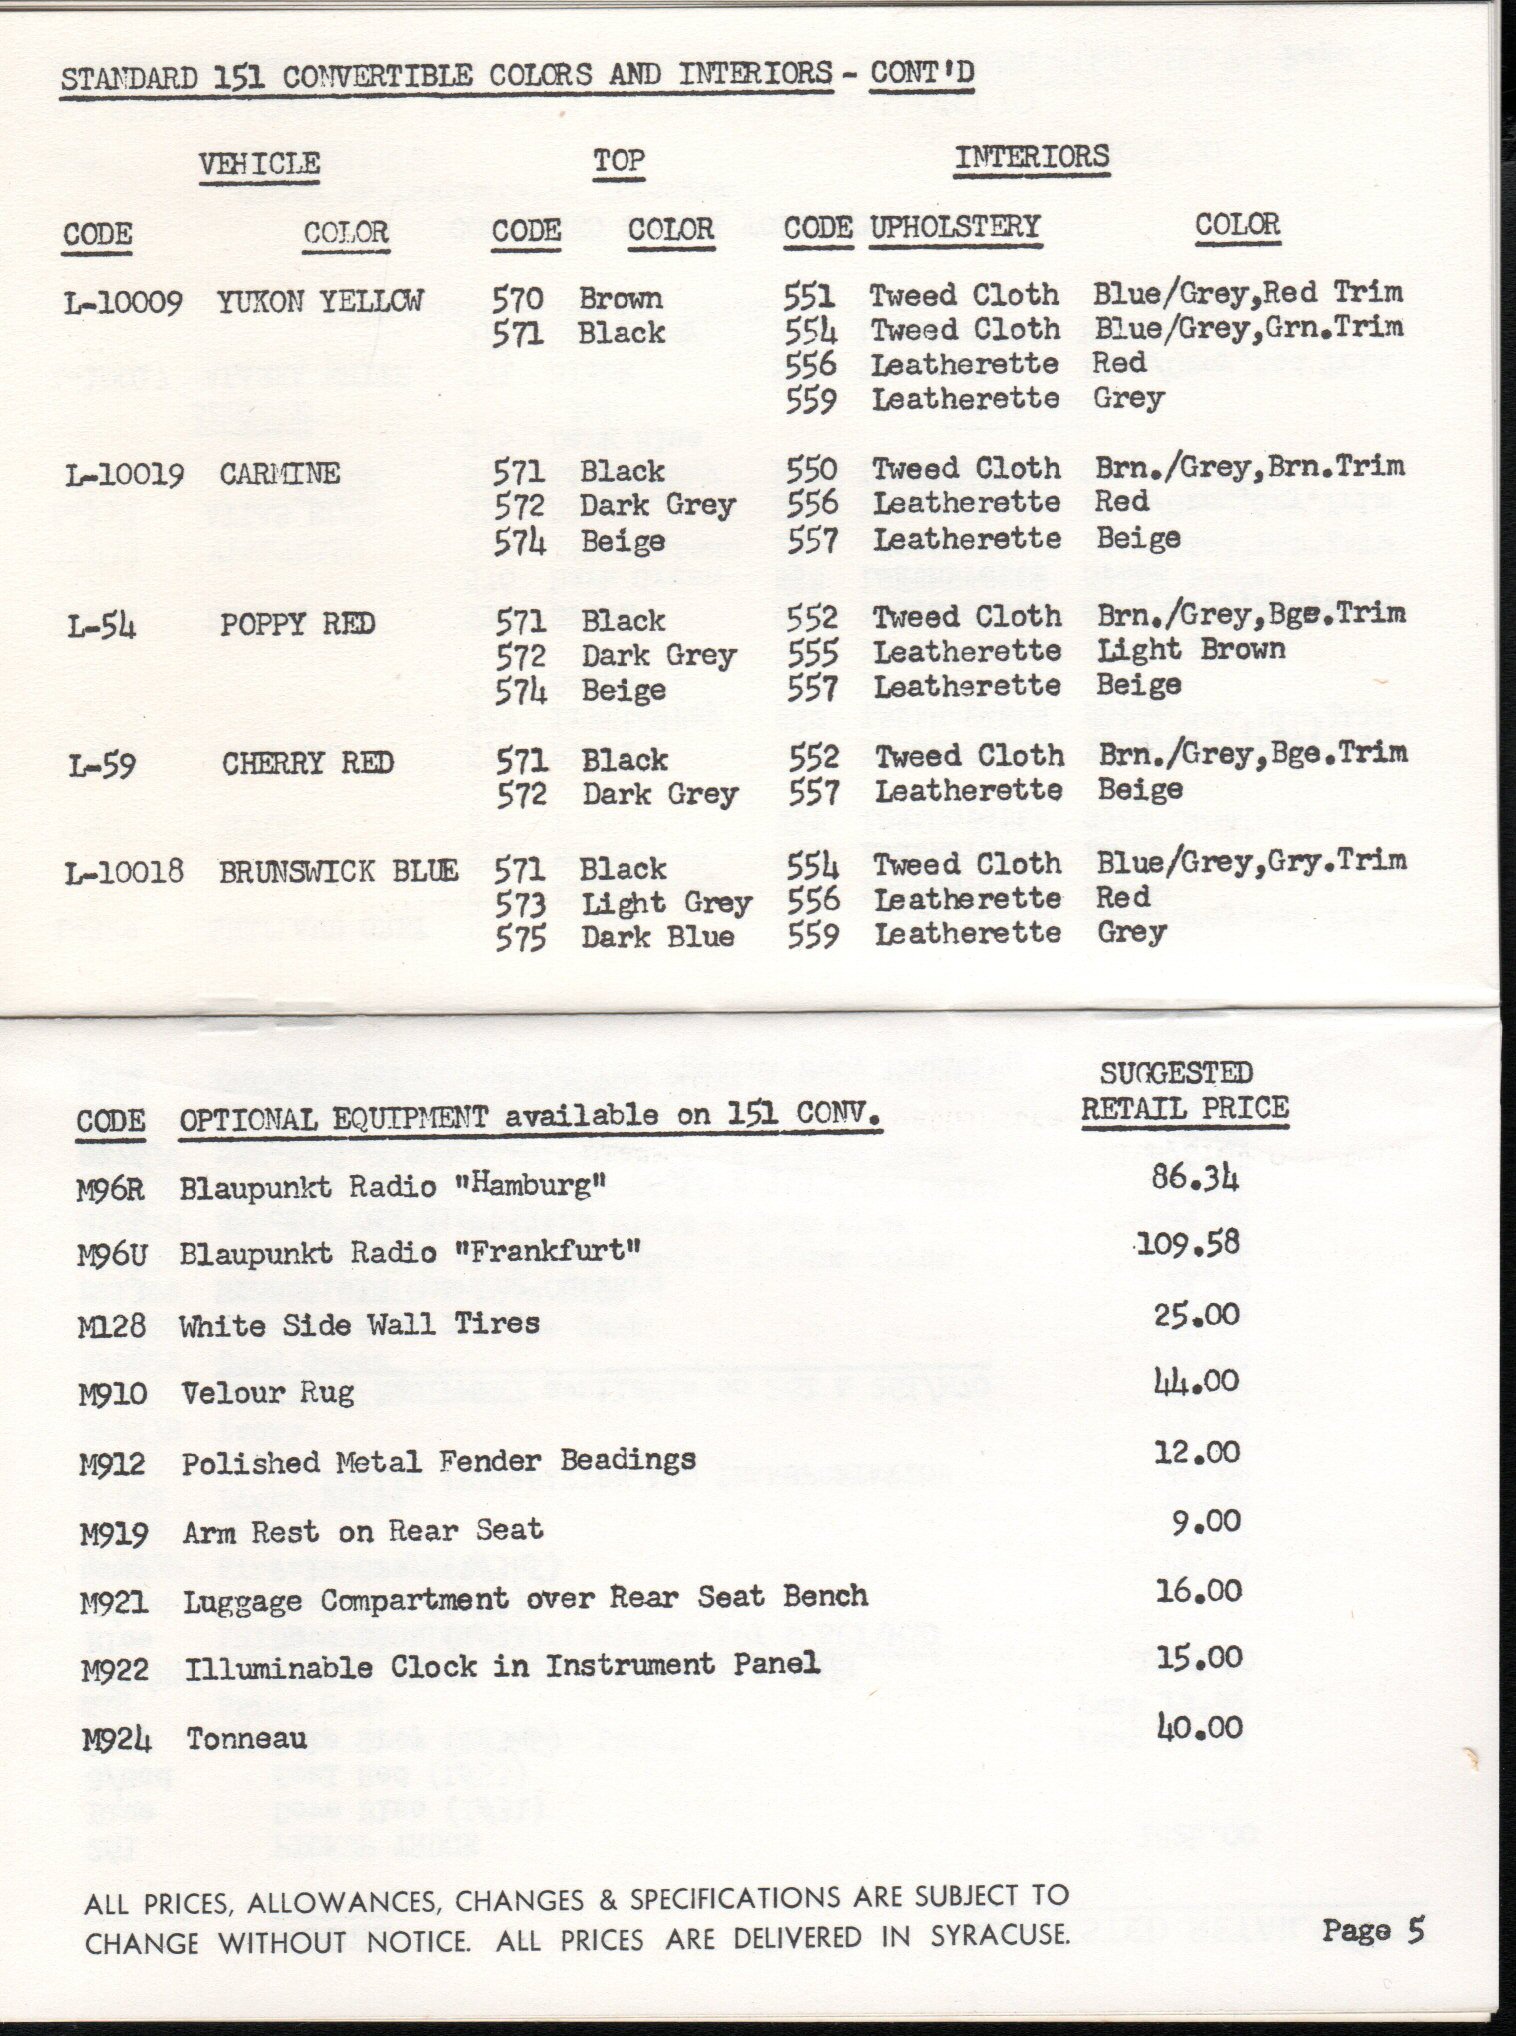 STANDARD 151 CONVERTIBLE COLORS AND INTERIORS - CONT'D
VEHICLE TOP INTERIORS
CODE COLOR CODE COLOR CODE UPHOLSTERY COLOR
L-10009 YUKON YELLOW 570 Brown 551 Tweed Cloth Blue/Grey,Red Trim
571 Black 554 Tweed Cloth Blue/Grey,Grn.Trim
556 Leatherette Red
559 Leatherette Grey
L-10019 CARMINE 571 Black 550 Tweed Cloth Brn./Grey,Brn.Trim
572 Dark Grey 556 Leatherette Red
574 Beige 557 Leatherette Beige
L-54 POPPY RED 571 Black 552 Tweed Cloth Brn./Grey,Bge.Trim
572 Dark Grey 555 Leatherette Light Brown
574 Beige 557 Leatherette Beige
L-59 CHERRY RED 571 Black 552 Tweed Cloth Brn./Grey,Bge.Trim
572 Dark Grey 557 Leatherette Beige
L-10018 BRUNSWICK BLUE 571 Black 554 Tweed Cloth Blue/Grey,Gry.Trim
573 Light Grey 556 Leatherette Red
575 Dark Blue 559 Leatherette Grey
SUGGESTED
CODE OPTIONAL EQUIPMENT available on 151 CONV. RETAIL PRICE
M96R Blaupunkt Radio "Hamburg" 86.34
M96U Blaupunkt Radio "Frankfurt" 109.58
M128 White Side Wall Tires 25.00
M910 Velour Rug 44.00
M912 Polished Metal Fender Beadings 12.00
M919 Arm Rest on Rear Seat 9.00
M921 Luggage Compartment over Rear Seat Bench 16.00
M922 Illuminable Clock in Instrument Panel 15.00
M924 Tonneau 40.00
ALL PRICES, ALLOWANCES, CHANGES & SPECIFICATIONS ARE SUBJECT TO
CHANGE WITHOUT NOTICE. ALL PRICES ARE DELIVERED IN SYRACUSE.
Page 5